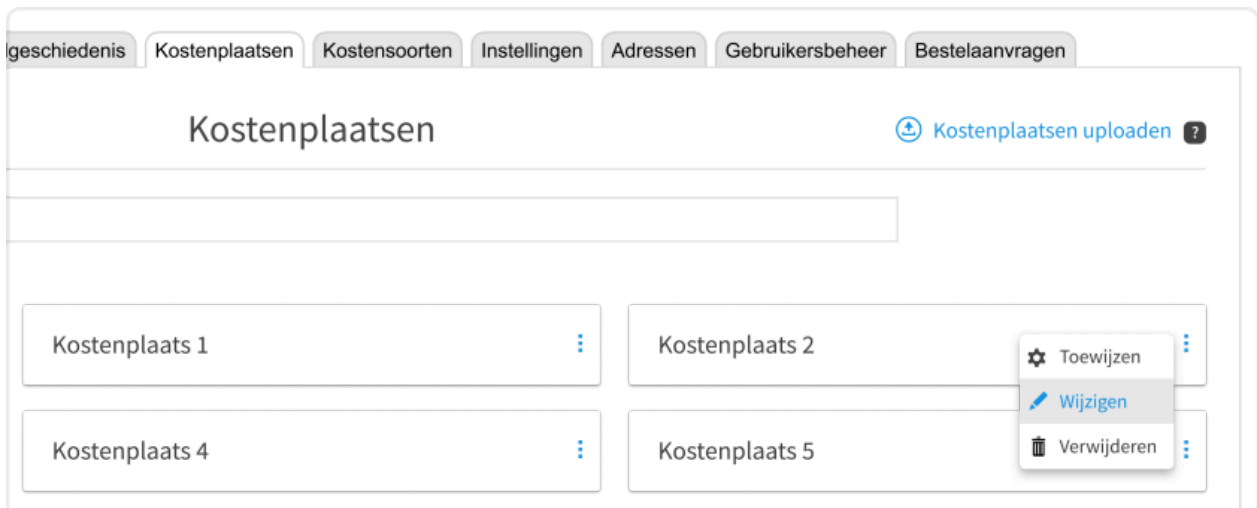 lgeschiedenis Kostenplaatsen Kostensoorten Instellingen Adressen Gebruikersbeheer Bestelaanvragen
Kostenplaatsen
Kostenplaatsen uploaden ?
Kostenplaats 1
Kostenplaats 2
Toewijzen
Wijzigen
Verwijderen
Kostenplaats 4
Kostenplaats 5